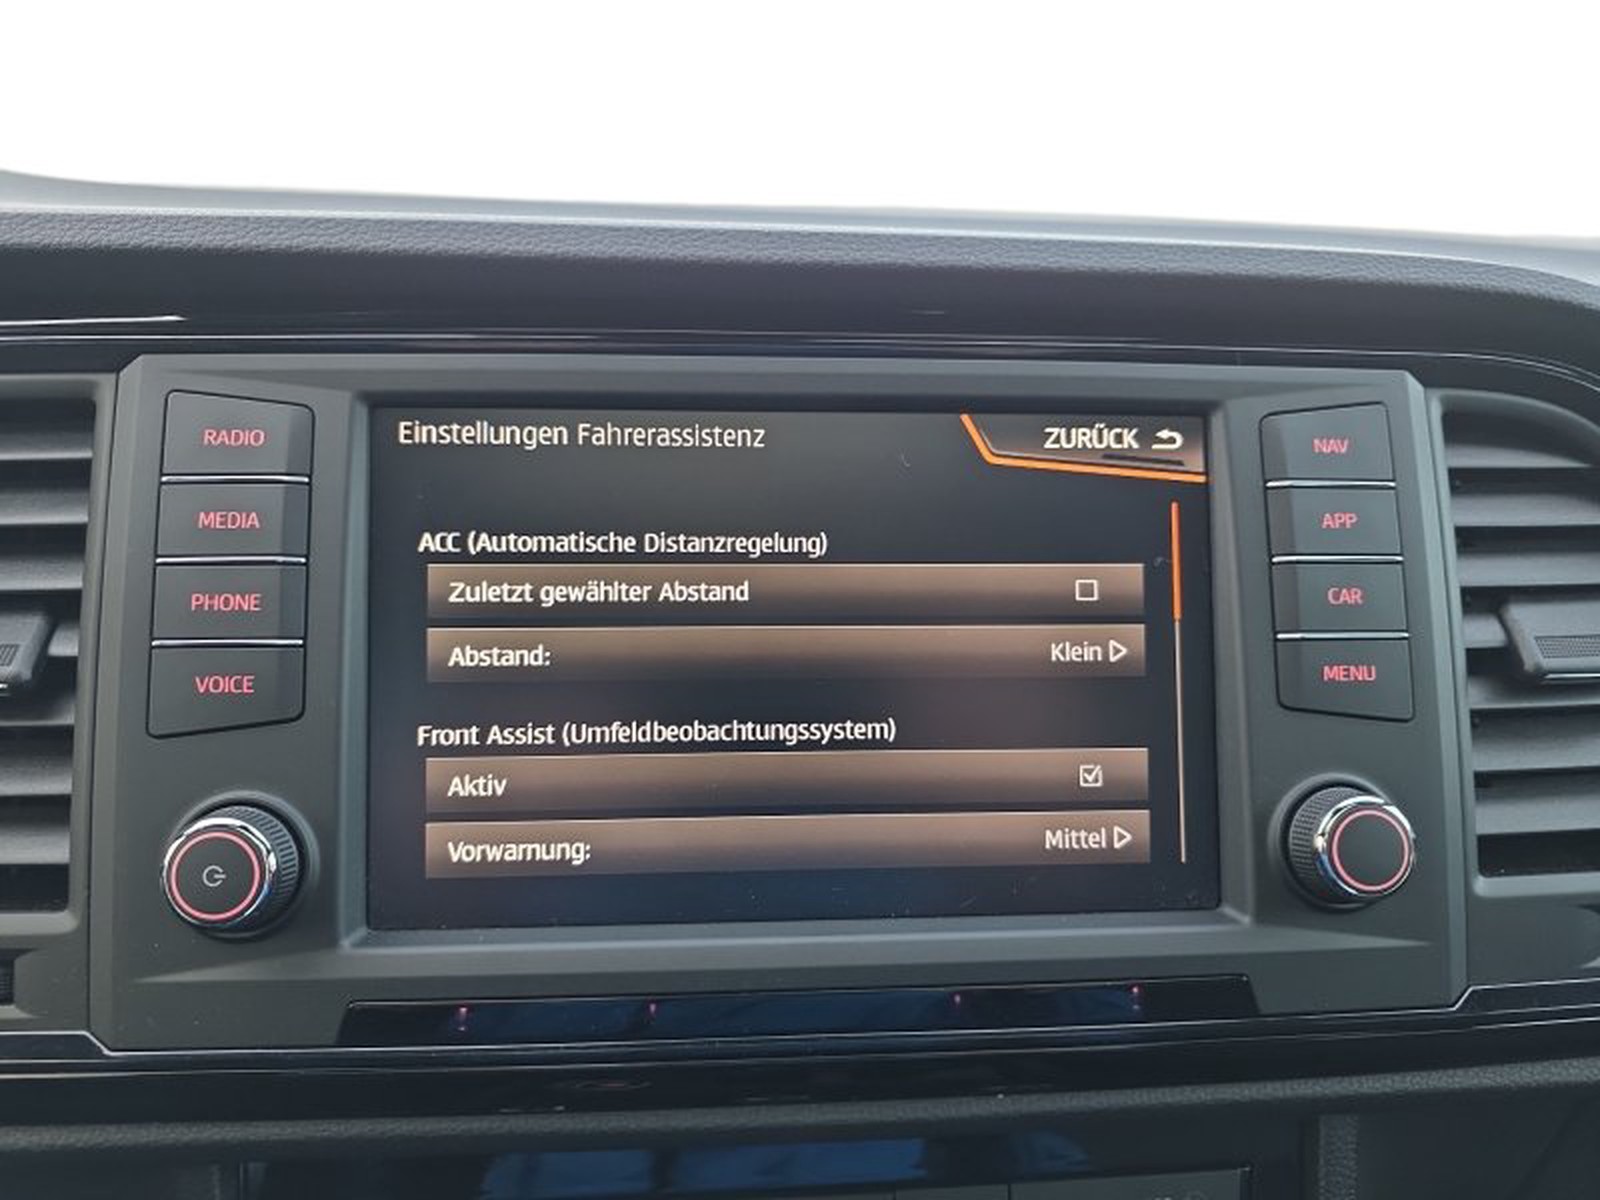 RADIO
MEDIA
PHONE
VOICE
Einstellungen Fahrerassistenz
ZURÜCK
ACC (Automatische Distanzregelung)
Zuletzt gewählter Abstand
Abstand: Klein
Front Assist (Umfeldbeobachtungssystem)
Aktiv
Vorwarnung: Mittel
NAV
APP
CAR
MENU